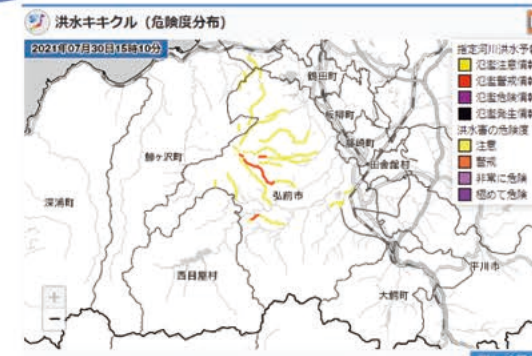 洪水キキクル（危険度分布）
2021年07月30日15時10分
指定河川洪水予報
氾濫注意情報
氾濫警戒情報
氾濫危険情報
氾濫発生情報
洪水害の危険度
注意
警戒
非常に危険
極めて危険
鶴田町
板柳町
藤崎町
田舎館村
鰺ヶ沢町
弘前市
深浦町
西目屋村
平川市
大鰐町
+
−